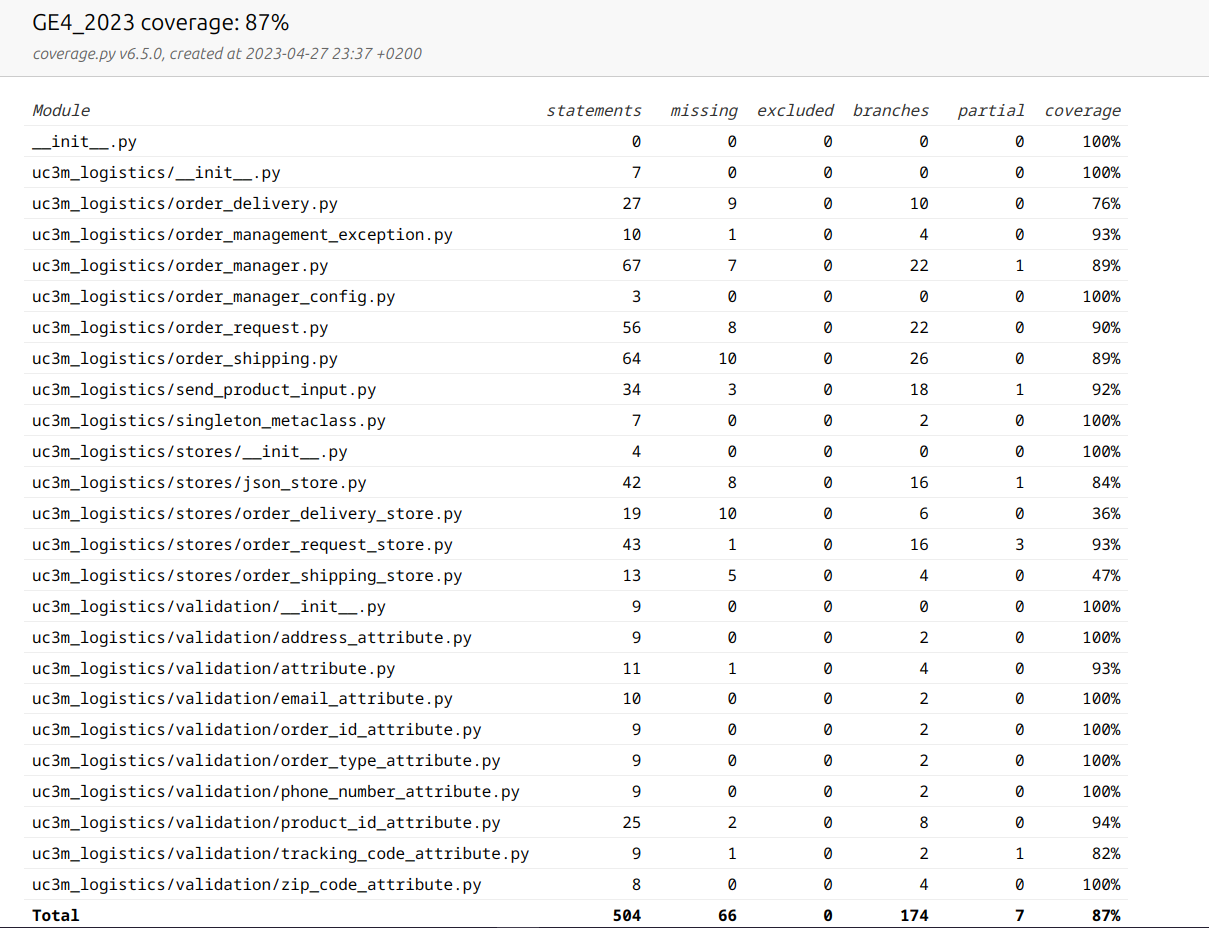 GE4_2023 coverage: 87%
coverage.py v6.5.0, created at 2023-04-27 23:37 +0200
Module statements missing excluded branches partial coverage
__init__.py 0 0 0 0 0 100%
uc3m_logistics/__init__.py 7 0 0 0 0 100%
uc3m_logistics/order_delivery.py 27 9 0 10 0 76%
uc3m_logistics/order_management_exception.py 10 1 0 4 0 93%
uc3m_logistics/order_manager.py 67 7 0 22 1 89%
uc3m_logistics/order_manager_config.py 3 0 0 0 0 100%
uc3m_logistics/order_request.py 56 8 0 22 0 90%
uc3m_logistics/order_shipping.py 64 10 0 26 0 89%
uc3m_logistics/send_product_input.py 34 3 0 18 1 92%
uc3m_logistics/singleton_metaclass.py 7 0 0 2 0 100%
uc3m_logistics/stores/__init__.py 4 0 0 0 0 100%
uc3m_logistics/stores/json_store.py 42 8 0 16 1 84%
uc3m_logistics/stores/order_delivery_store.py 19 10 0 6 0 36%
uc3m_logistics/stores/order_request_store.py 43 1 0 16 3 93%
uc3m_logistics/stores/order_shipping_store.py 13 5 0 4 0 47%
uc3m_logistics/validation/__init__.py 9 0 0 0 0 100%
uc3m_logistics/validation/address_attribute.py 9 0 0 2 0 100%
uc3m_logistics/validation/attribute.py 11 1 0 4 0 93%
uc3m_logistics/validation/email_attribute.py 10 0 0 2 0 100%
uc3m_logistics/validation/order_id_attribute.py 9 0 0 2 0 100%
uc3m_logistics/validation/order_type_attribute.py 9 0 0 2 0 100%
uc3m_logistics/validation/phone_number_attribute.py 9 0 0 2 0 100%
uc3m_logistics/validation/product_id_attribute.py 25 2 0 8 0 94%
uc3m_logistics/validation/tracking_code_attribute.py 9 1 0 2 1 82%
uc3m_logistics/validation/zip_code_attribute.py 8 0 0 4 0 100%
Total 504 66 0 174 7 87%